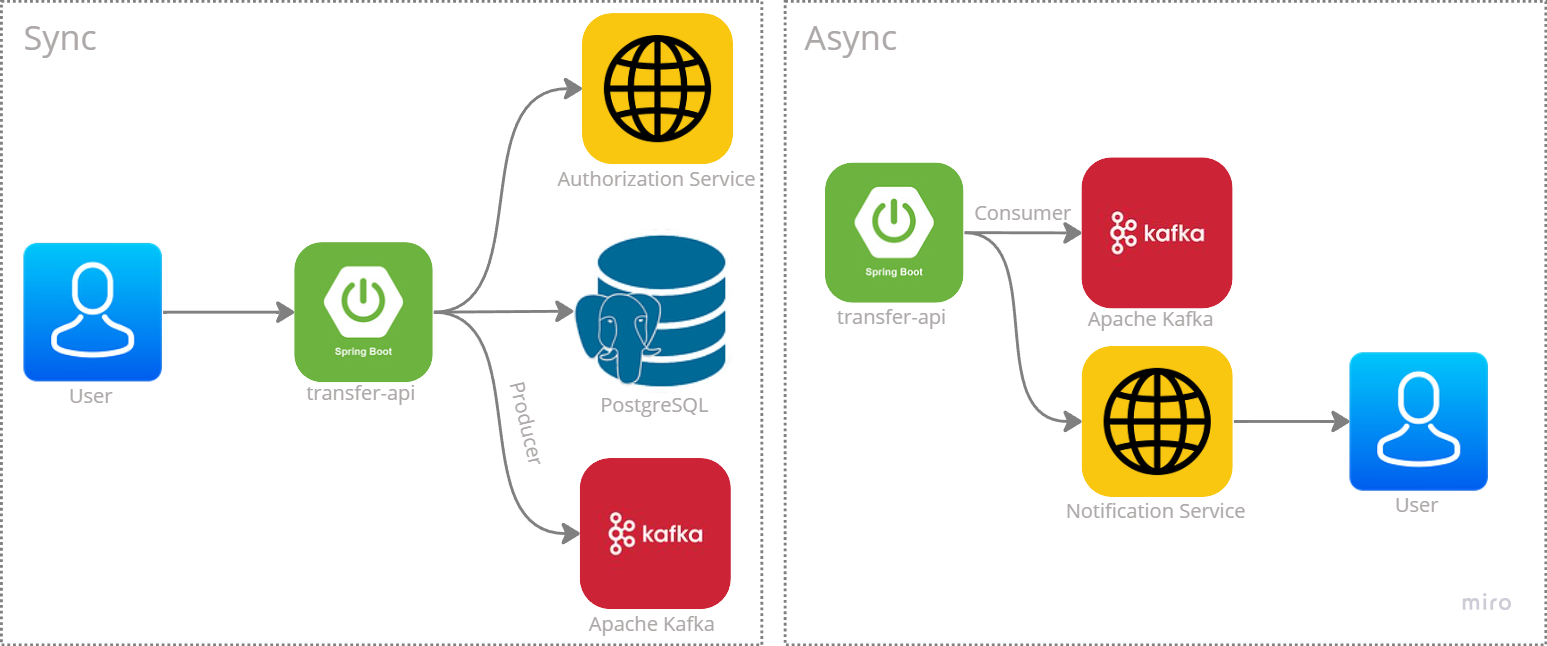 Sync
Authorization Service
User
Spring Boot
transfer-api
PostgreSQL
Producer
kafka
Apache Kafka
Async
Spring Boot
transfer-api
Consumer
kafka
Apache Kafka
Notification Service
User
miro